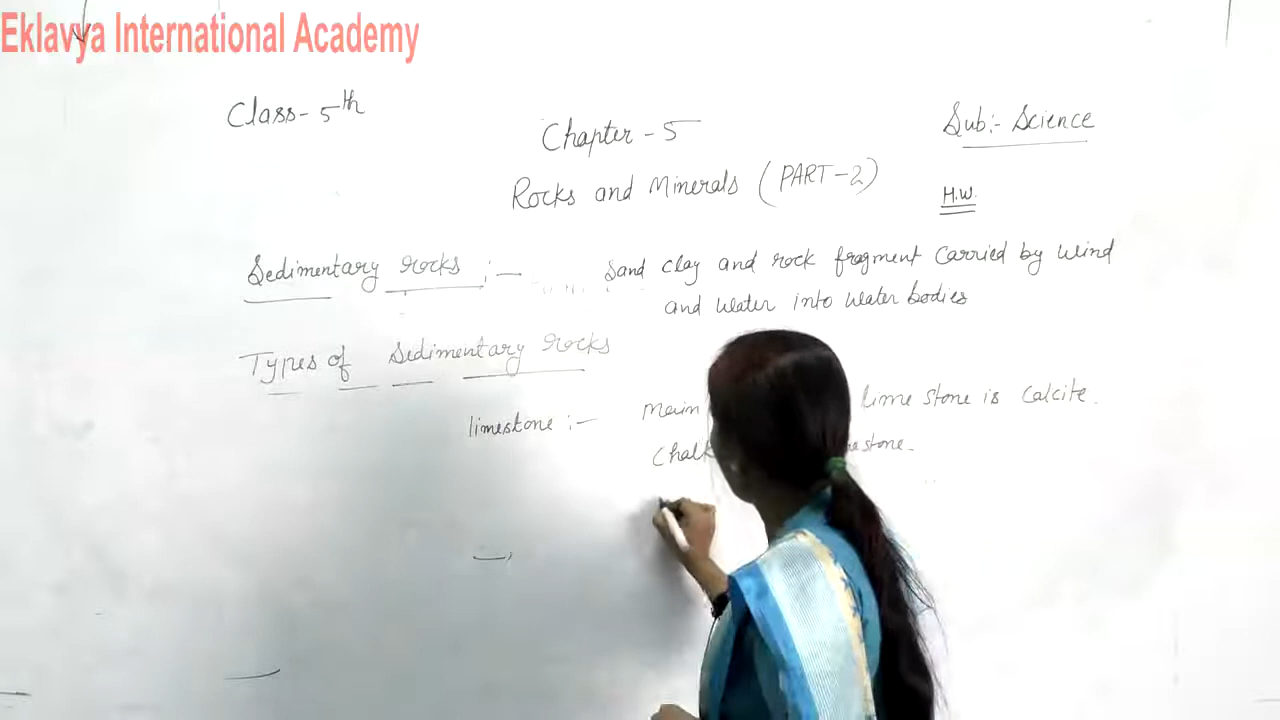 Eklavya International Academy
Class- 5th
Sub:- Science
Chapter - 5
Rocks and Minerals (PART-2)
H.W.
Sedimentary rocks :- Sand clay and rock fragment carried by wind
and water into water bodies
Types of Sedimentary rocks
limestone :- Main lime stone is Calcite.
Chalk